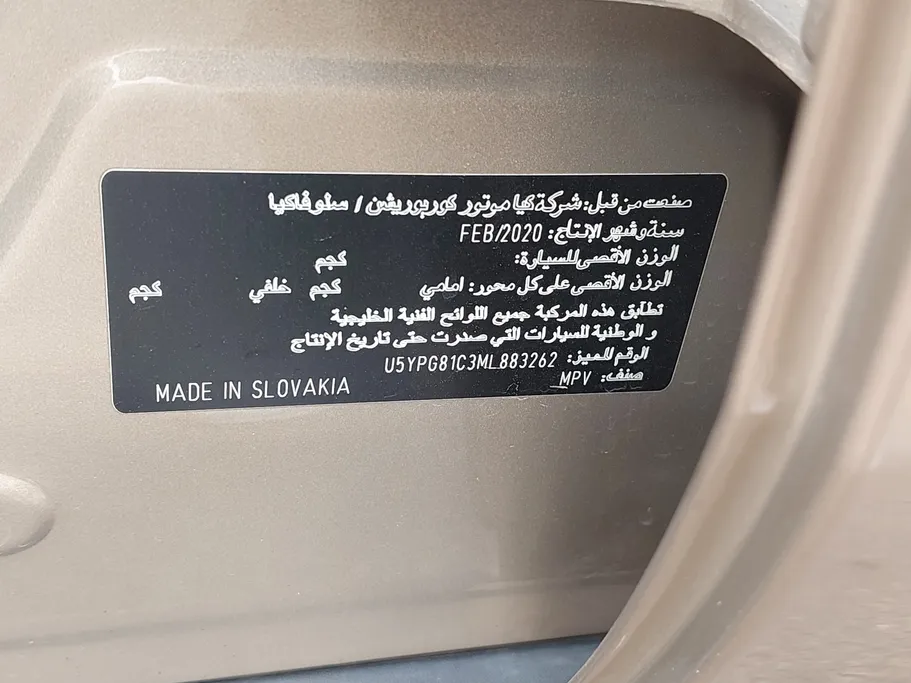 صنعت من قبل: شركة كيا موتور كوربوريشن / سلوفاكيا
سنة وشهر الإنتاج: FEB/2020
الوزن الأقصى للسيارة: كجم
الوزن الأقصى على كل محور: امامي كجم خلفي كجم
تطابق هذه المركبة جميع اللوائح الفنية الخليجية
و الوطنية للسيارات التي صدرت حتى تاريخ الإنتاج
الوقم المميز: U5YPG81C3ML883262
صنف: MPV
MADE IN SLOVAKIA